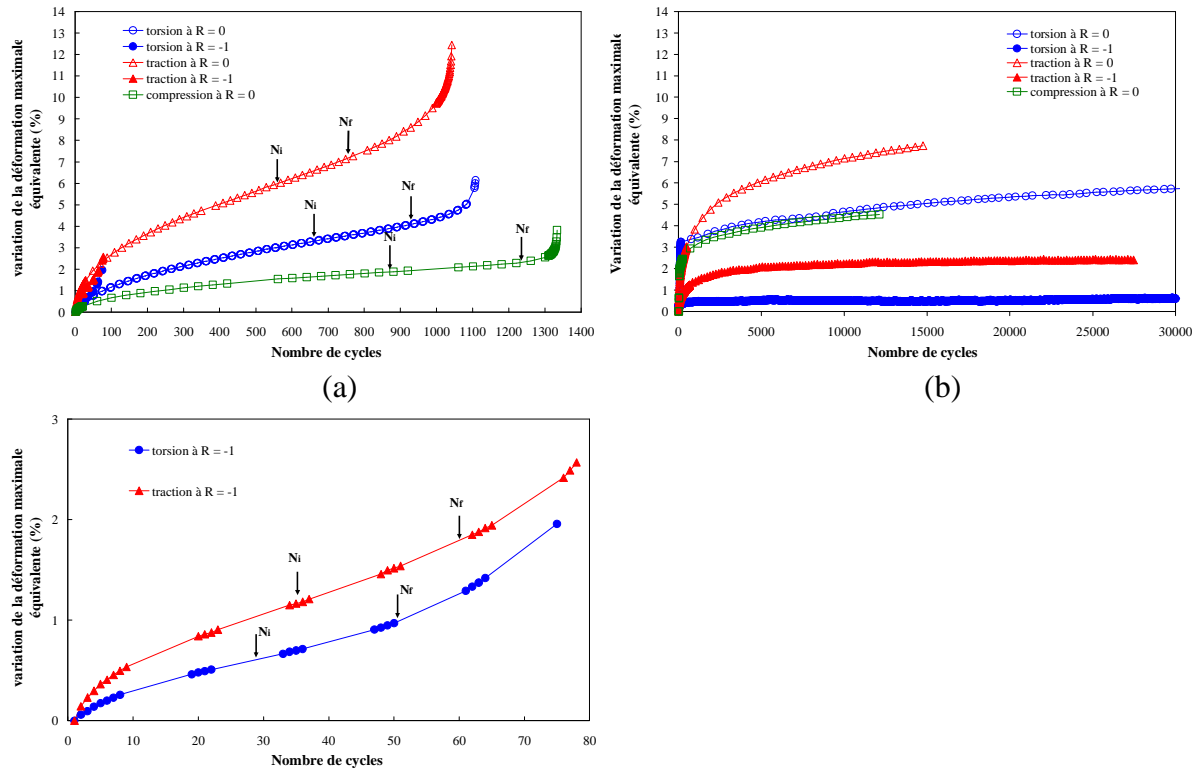 14
13
12
11
10
9
8
7
6
5
4
3
2
1
0
variation de la déformation maximale
équivalente (%)
torsion à R = 0
torsion à R = -1
traction à R = 0
traction à R = -1
compression à R = 0
Ni
Nf
Ni
Nf
Ni
Nf
0 100 200 300 400 500 600 700 800 900 1000 1100 1200 1300 1400
Nombre de cycles
(a)
14
13
12
11
10
9
8
7
6
5
4
3
2
1
0
Variation de la déformation maximale
équivalente (%)
torsion à R = 0
torsion à R = -1
traction à R = 0
traction à R = -1
compression à R = 0
0 5000 10000 15000 20000 25000 30000
Nombre de cycles
(b)
3
2
1
0
variation de la déformation maximale
équivalente (%)
torsion à R = -1
traction à R = -1
Ni
Nf
Ni
Nf
0 10 20 30 40 50 60 70 80
Nombre de cycles